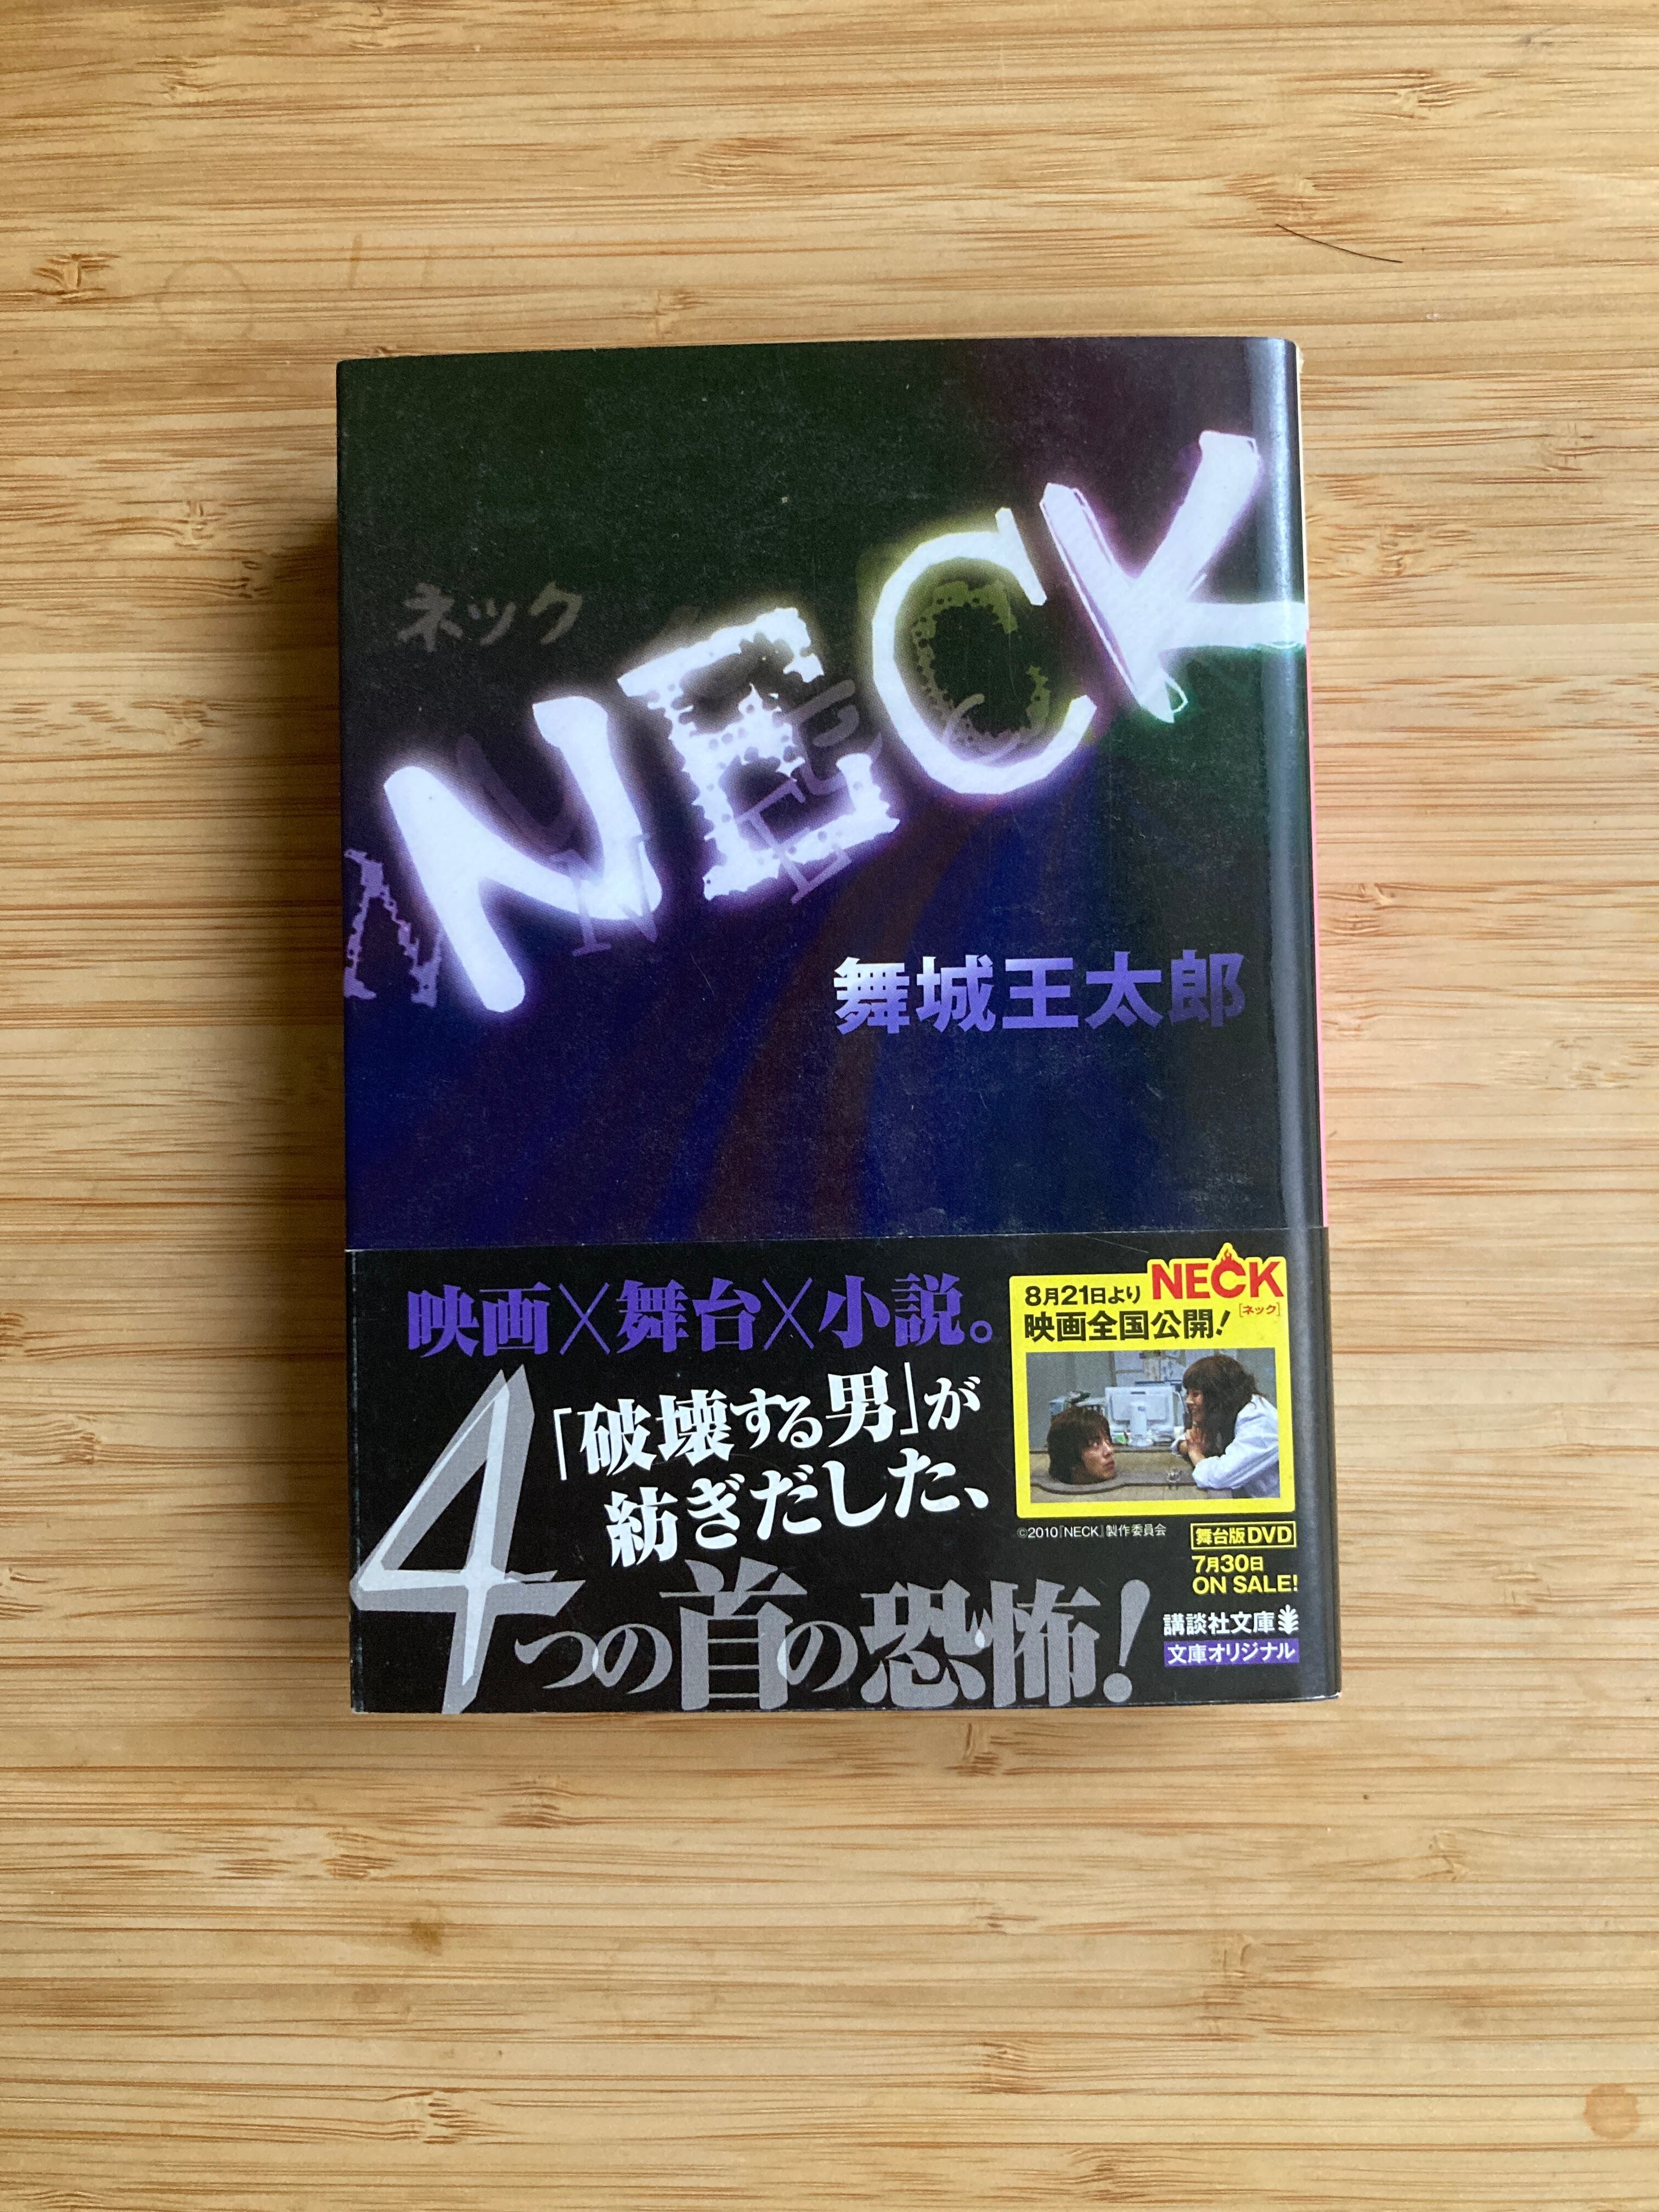 ネック
NECK
N
N E C
舞城王太郎
映画×舞台×小説。
「破壊する男」が
紡ぎだした、
4つの首の恐怖!
NECK
[ネック]
8月21日より
映画全国公開!
©2010『NECK』製作委員会
舞台版DVD
7月30日
ON SALE!
講談社文庫
文庫オリジナル